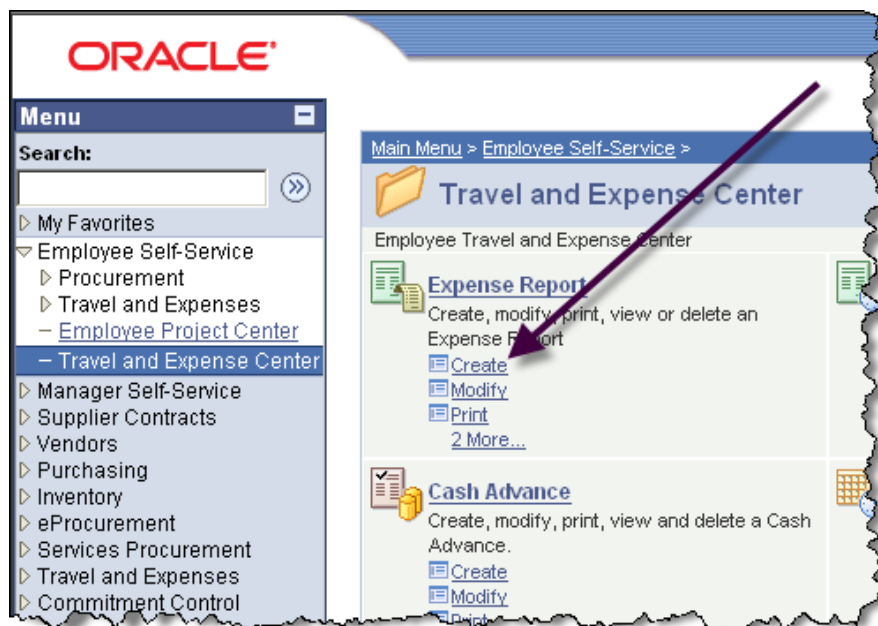 ORACLE
Menu
Search:
My Favorites
Employee Self-Service
Procurement
Travel and Expenses
Employee Project Center
Travel and Expense Center
Manager Self-Service
Supplier Contracts
Vendors
Purchasing
Inventory
eProcurement
Services Procurement
Travel and Expenses
Commitment Control
Main Menu > Employee Self-Service >
Travel and Expense Center
Employee Travel and Expense Center
Expense Report
Create, modify, print, view or delete an
Expense Report
Create
Modify
Print
2 More...
Cash Advance
Create, modify, print, view and delete a Cash
Advance.
Create
Modify
Print